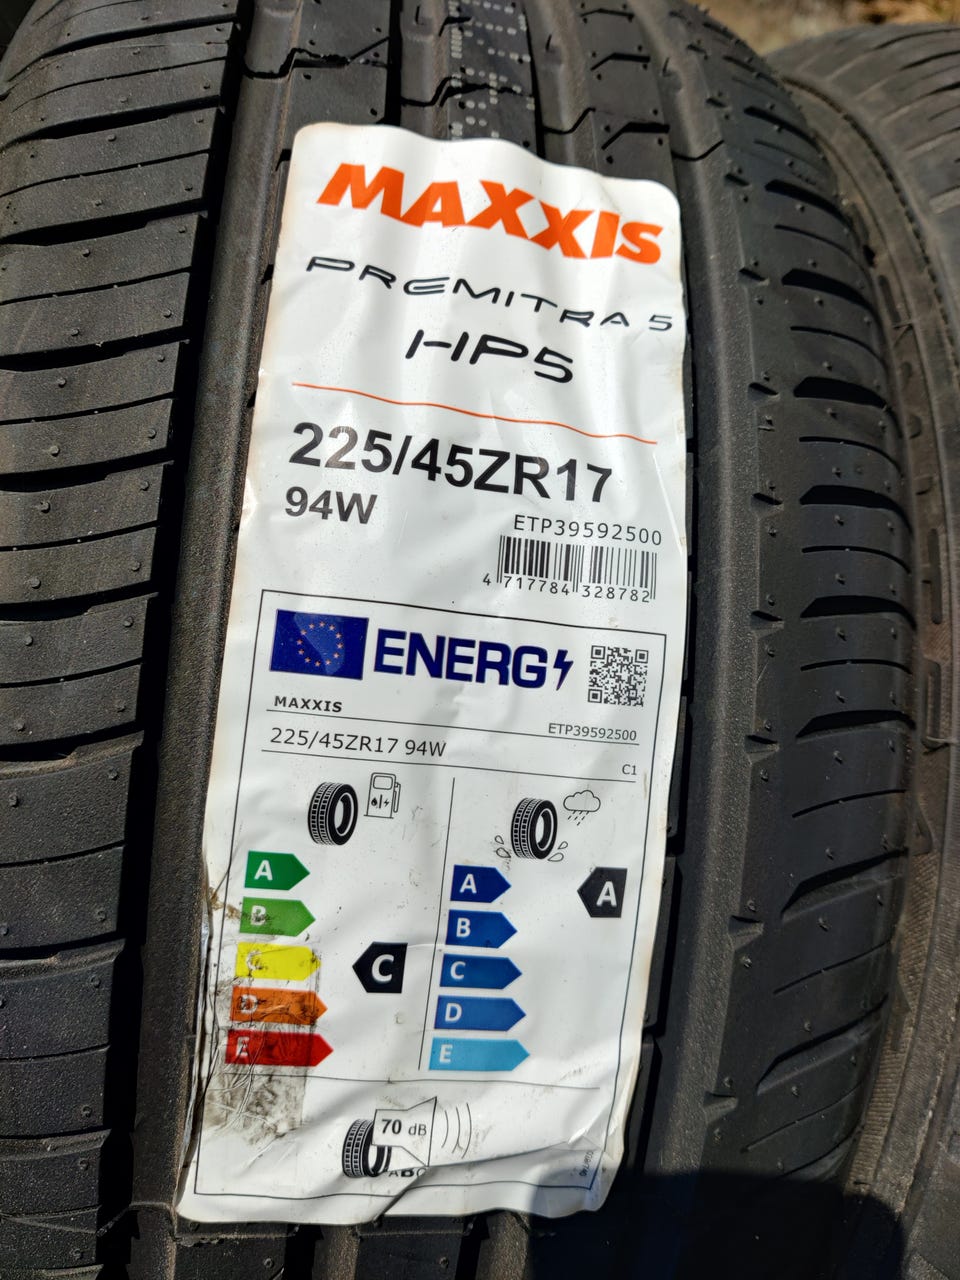 MAXXIS
PREMITRA 5
HP5
225/45ZR17
94W
ETP39592500
4 717784 328782
ENERG
MAXXIS
ETP39592500
225/45ZR17 94W
C1
A
B
C
D
E
C
A
B
C
D
E
A
70 dB
ABC